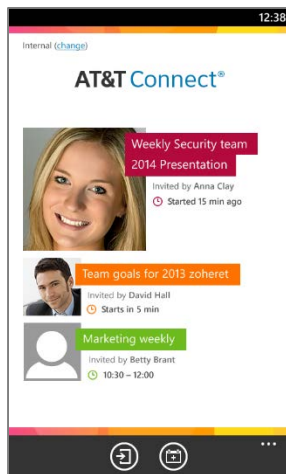 12:38
Internal (change)
AT&T Connect®
Weekly Security team
2014 Presentation
Invited by Anna Clay
Started 15 min ago
Team goals for 2013 zoheret
Invited by David Hall
Starts in 5 min
Marketing weekly
Invited by Betty Brant
10:30 – 12:00